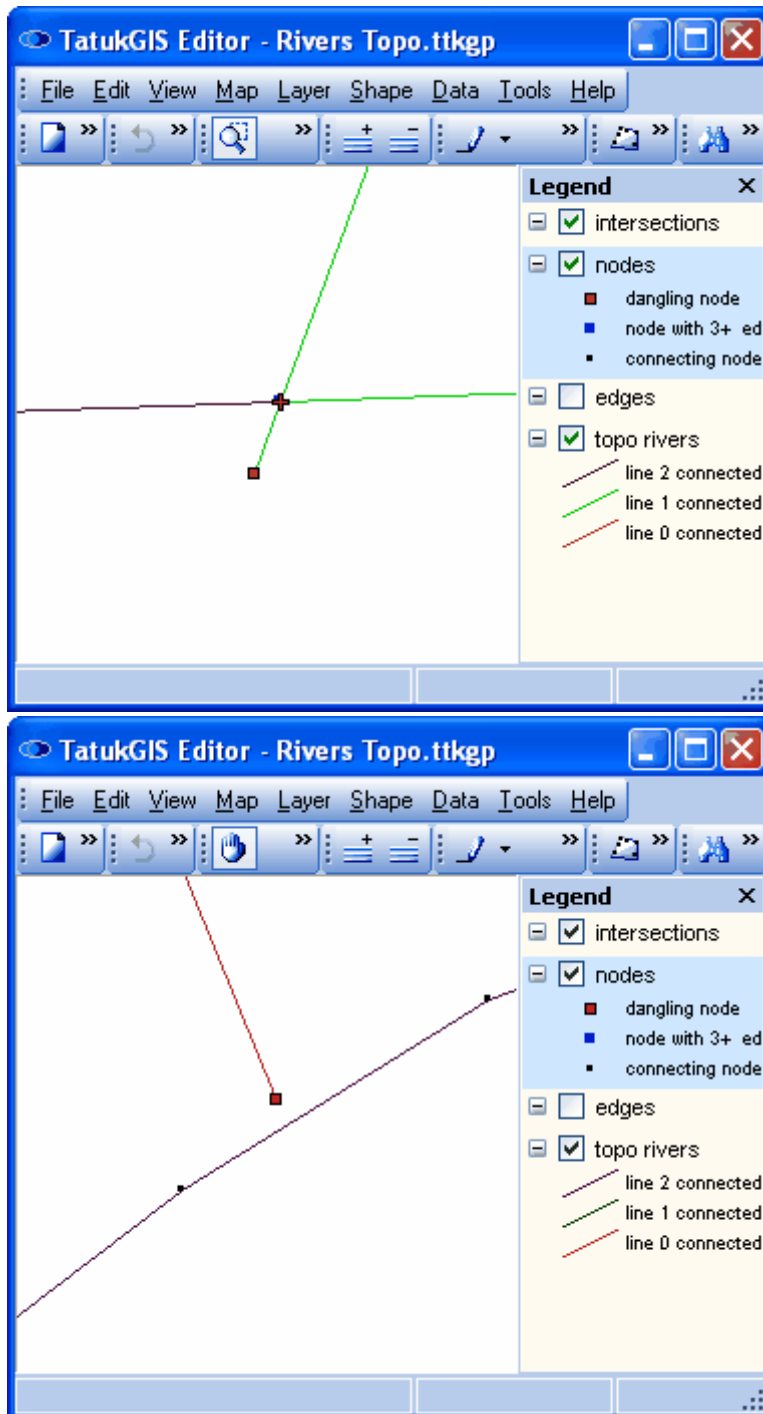 TatukGIS Editor - Rivers Topo.ttkgp
File Edit View Map Layer Shape Data Tools Help
Legend
intersections
nodes
dangling node
node with 3+ ed
connecting node
edges
topo rivers
line 2 connected
line 1 connected
line 0 connected
TatukGIS Editor - Rivers Topo.ttkgp
File Edit View Map Layer Shape Data Tools Help
Legend
intersections
nodes
dangling node
node with 3+ ed
connecting node
edges
topo rivers
line 2 connected
line 1 connected
line 0 connected